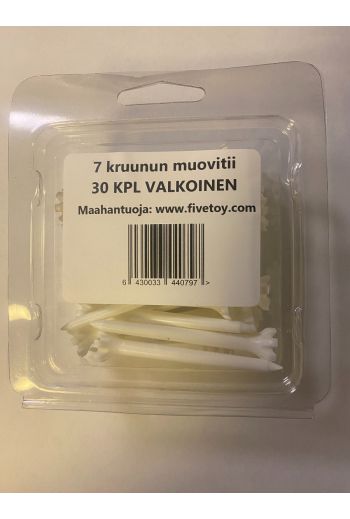 7 kruunun muovitii
30 KPL VALKOINEN
Maahantuoja: www.fivetoy.com
6 430033 440797 >